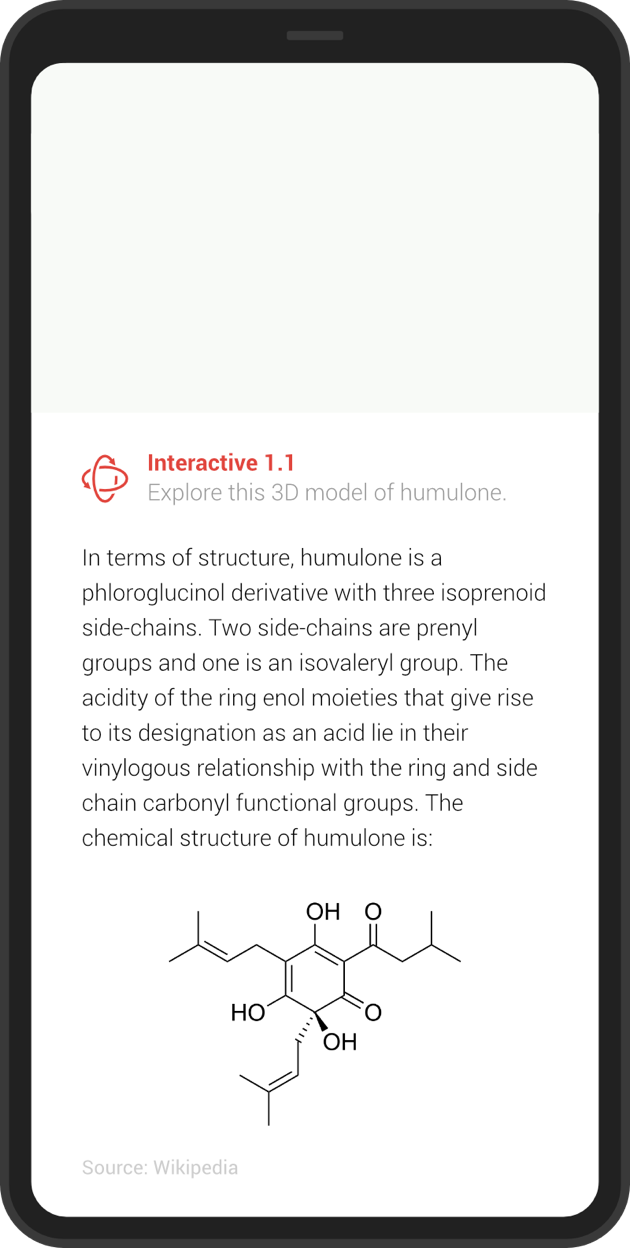 Interactive 1.1
Explore this 3D model of humulone.
In terms of structure, humulone is a
phloroglucinol derivative with three isoprenoid
side-chains. Two side-chains are prenyl
groups and one is an isovaleryl group. The
acidity of the ring enol moieties that give rise
to its designation as an acid lie in their
vinylogous relationship with the ring and side
chain carbonyl functional groups. The
chemical structure of humulone is:
OH O
HO O
OH
Source: Wikipedia